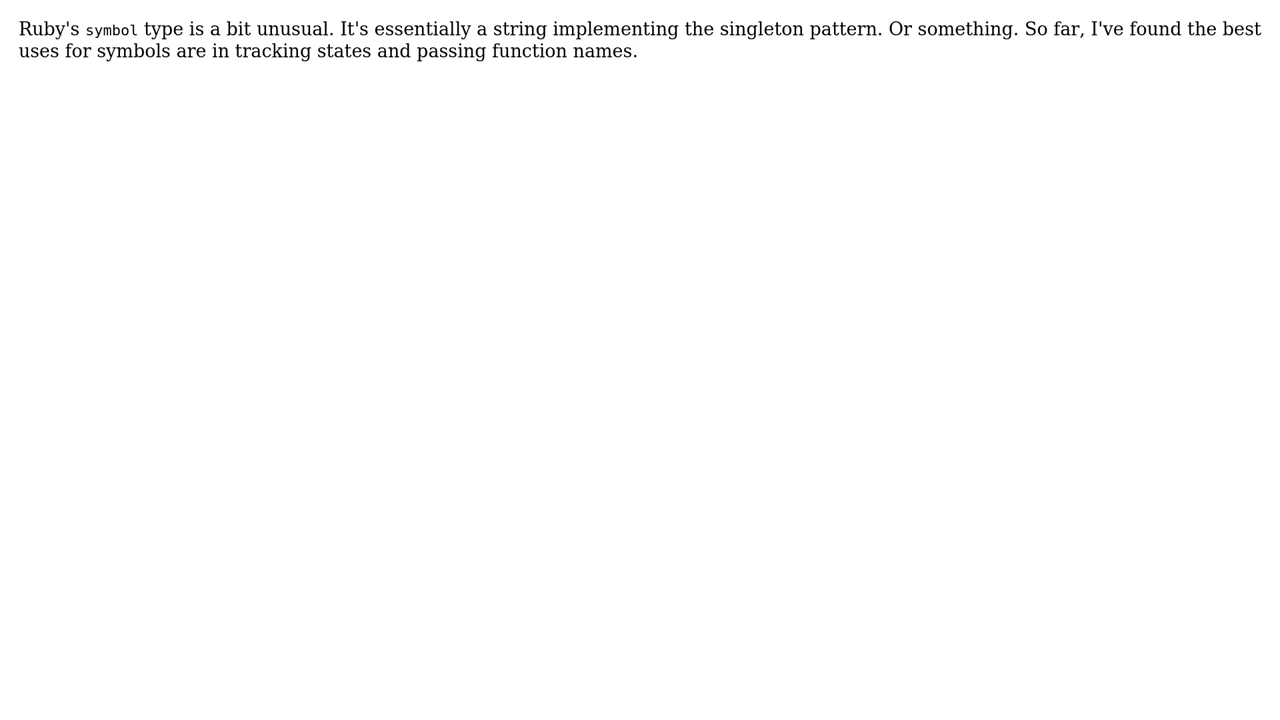 Ruby's symbol type is a bit unusual. It's essentially a string implementing the singleton pattern. Or something. So far, I've found the best
uses for symbols are in tracking states and passing function names.